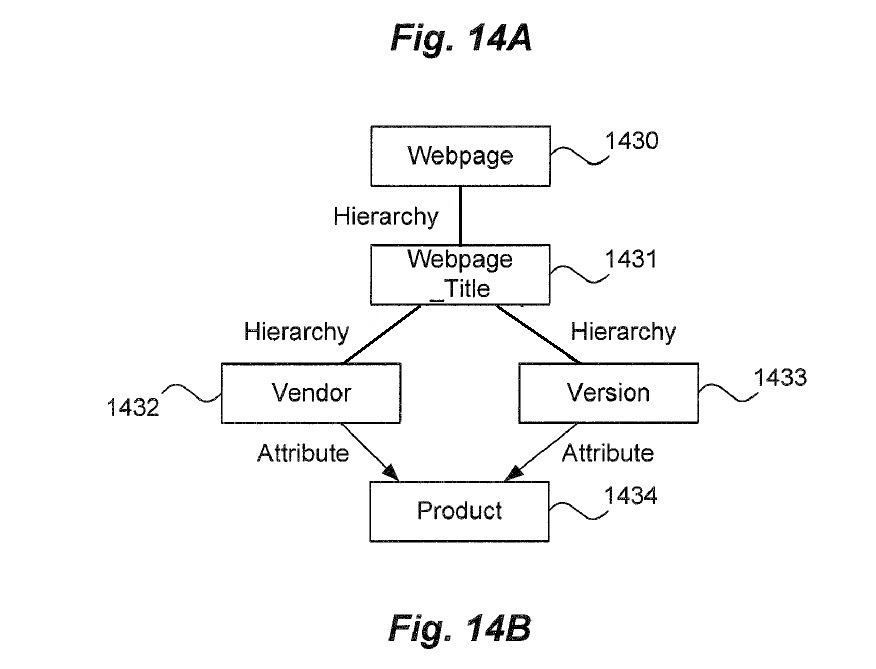 Fig. 14A
Webpage
1430
Hierarchy
Webpage
_Title
1431
Hierarchy
Hierarchy
Vendor
1432
Version
1433
Attribute
Attribute
Product
1434
Fig. 14B